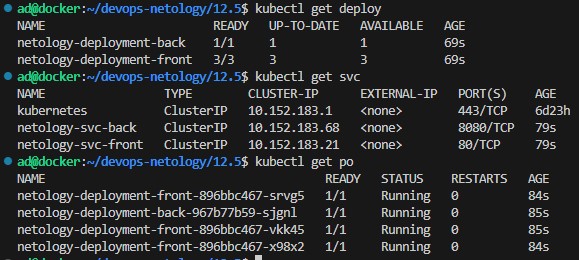 ad@docker:~/devops-netology/12.5$ kubectl get deploy
NAME READY UP-TO-DATE AVAILABLE AGE
netology-deployment-back 1/1 1 1 69s
netology-deployment-front 3/3 3 3 69s
ad@docker:~/devops-netology/12.5$ kubectl get svc
NAME TYPE CLUSTER-IP EXTERNAL-IP PORT(S) AGE
kubernetes ClusterIP 10.152.183.1 <none> 443/TCP 6d23h
netology-svc-back ClusterIP 10.152.183.68 <none> 8080/TCP 79s
netology-svc-front ClusterIP 10.152.183.21 <none> 80/TCP 79s
ad@docker:~/devops-netology/12.5$ kubectl get po
NAME READY STATUS RESTARTS AGE
netology-deployment-front-896bbc467-srvg5 1/1 Running 0 84s
netology-deployment-back-967b77b59-sjgnl 1/1 Running 0 85s
netology-deployment-front-896bbc467-vkk45 1/1 Running 0 85s
netology-deployment-front-896bbc467-x98x2 1/1 Running 0 84s
ad@docker:~/devops-netology/12.5$